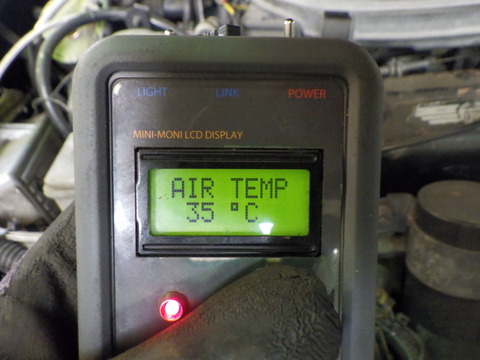 LIGHT LINK POWER
MINI-MONI LCD DISPLAY
AIR TEMP
35 °C